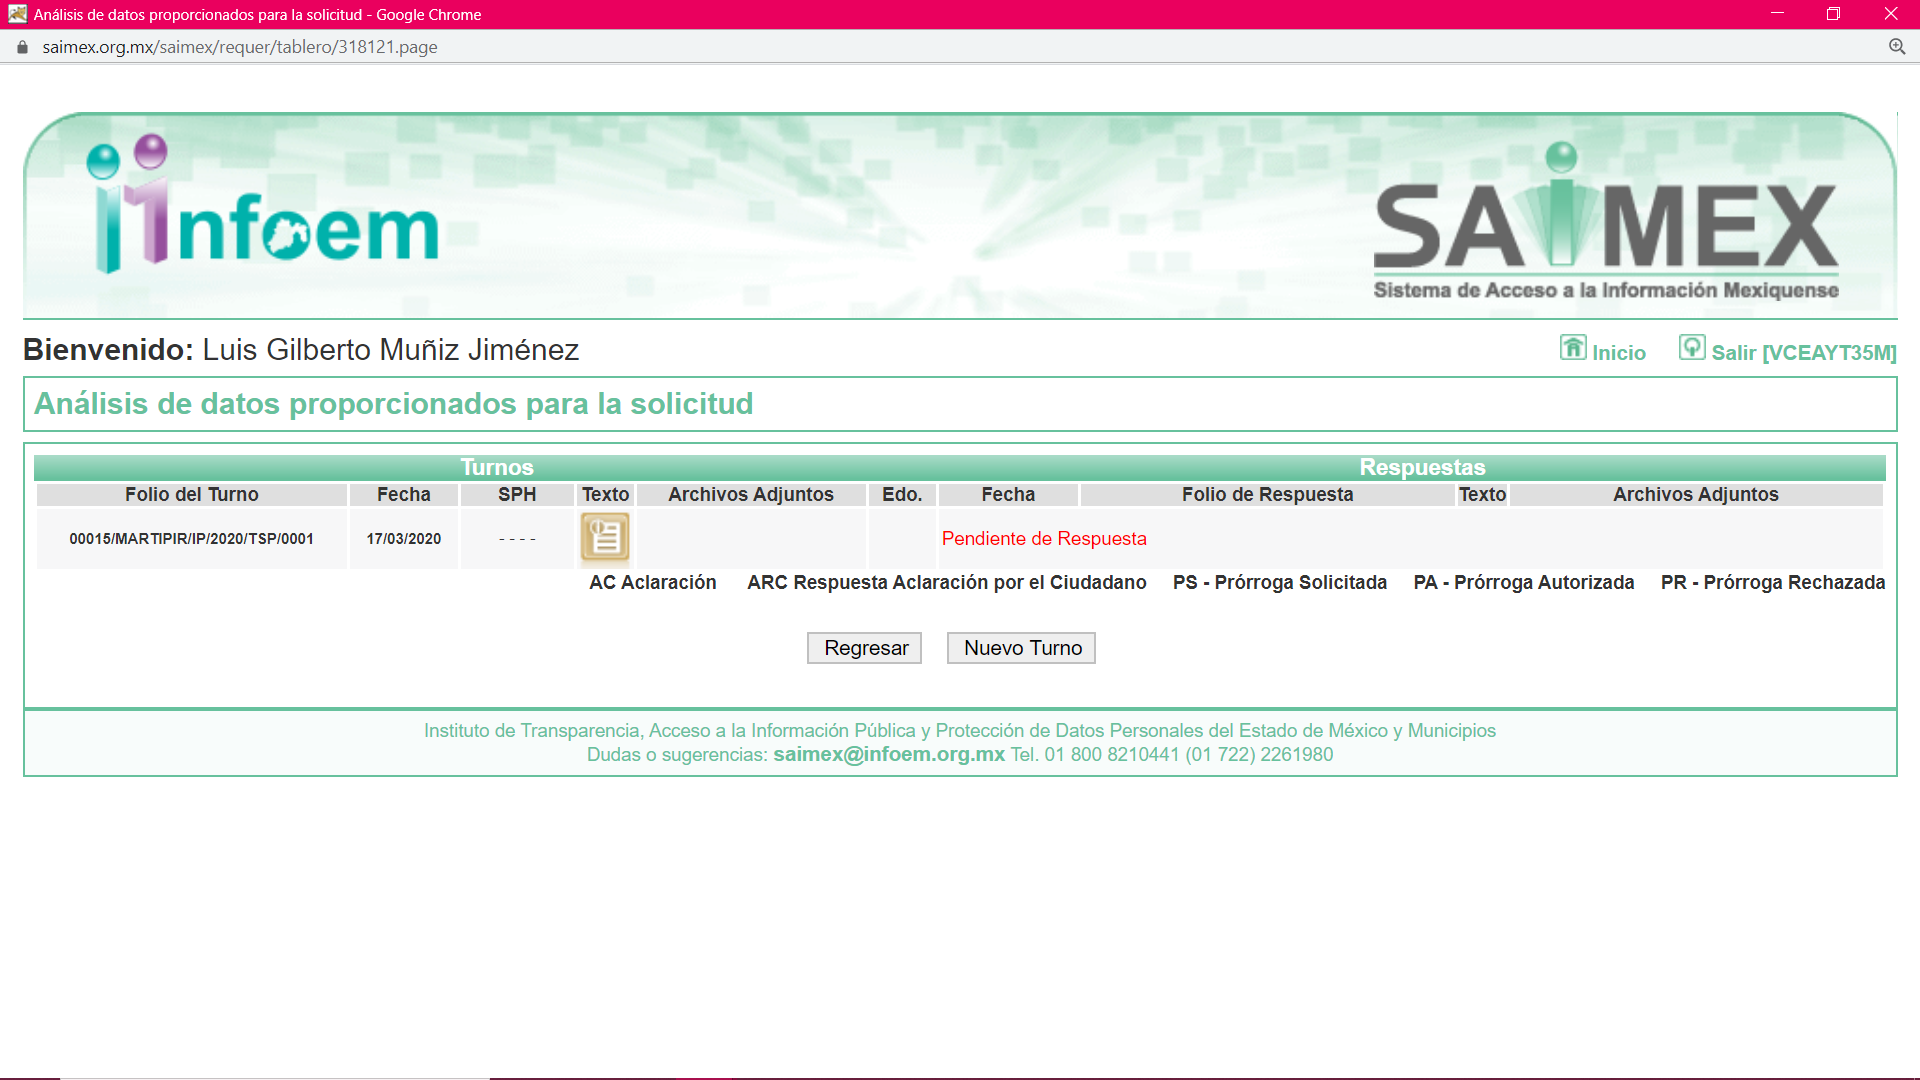 Análisis de datos proporcionados para la solicitud - Google Chrome
saimex.org.mx/saimex/requer/tablero/318121.page
infoem
SAIMEX
Sistema de Acceso a la Información Mexiquense
Bienvenido: Luis Gilberto Muñiz Jiménez
Inicio Salir [VCEAYT35M]
Análisis de datos proporcionados para la solicitud
Turnos Respuestas
Folio del Turno Fecha SPH Texto Archivos Adjuntos Edo. Fecha Folio de Respuesta Texto Archivos Adjuntos
00015/MARTIPIR/IP/2020/TSP/0001 17/03/2020 - - - - Pendiente de Respuesta
AC Aclaración ARC Respuesta Aclaración por el Ciudadano PS - Prórroga Solicitada PA - Prórroga Autorizada PR - Prórroga Rechazada
Regresar Nuevo Turno
Instituto de Transparencia, Acceso a la Información Pública y Protección de Datos Personales del Estado de México y Municipios
Dudas o sugerencias: saimex@infoem.org.mx Tel. 01 800 8210441 (01 722) 2261980